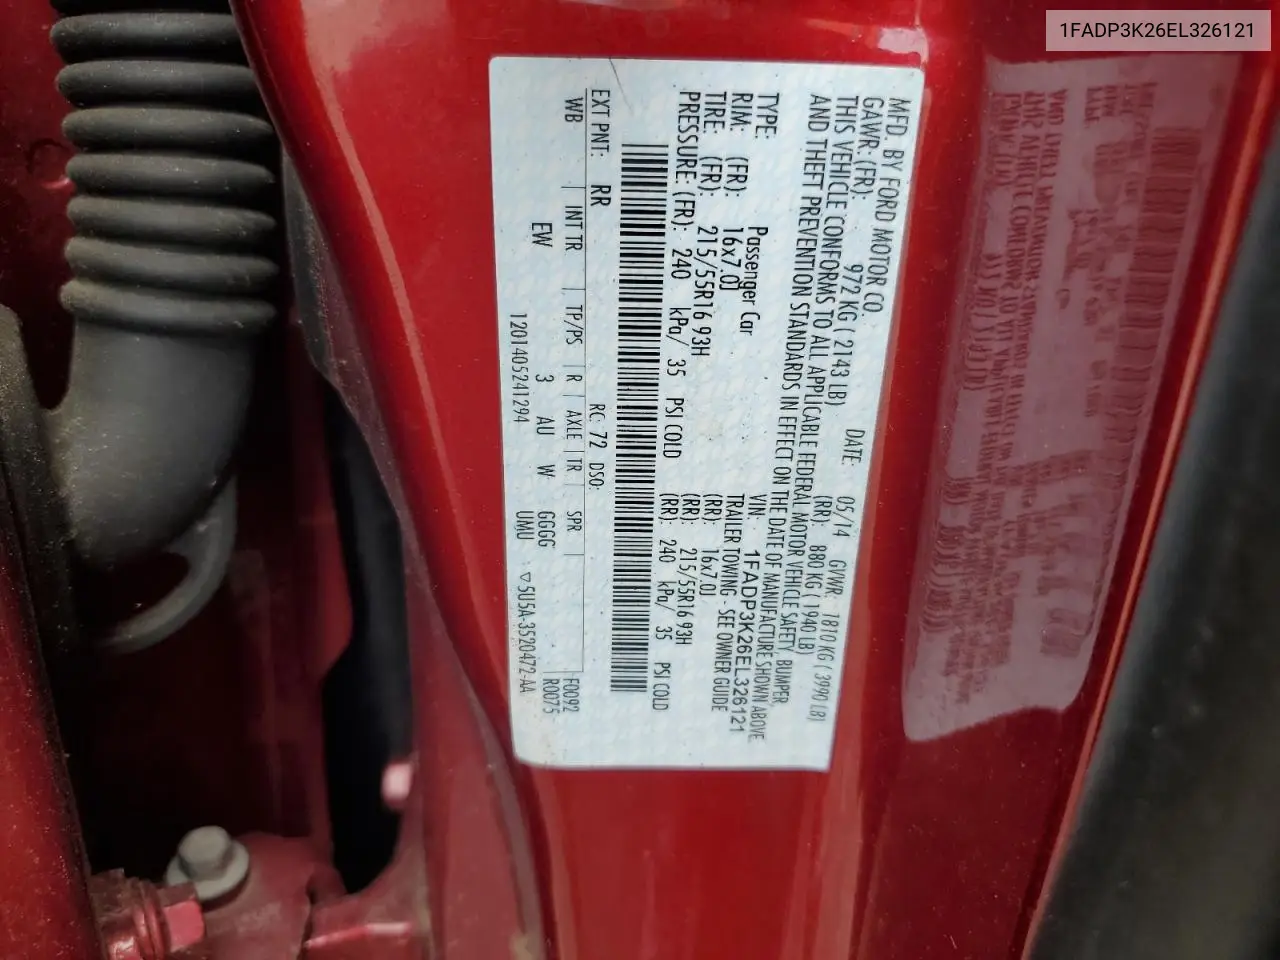 1FADP3K26EL326121
MFD. BY FORD MOTOR CO.
DATE: 05/14 GVWR: 1810 KG ( 3990 LB)
GAWR: (FR): 972 KG ( 2143 LB) (RR): 880 KG ( 1940 LB)
THIS VEHICLE CONFORMS TO ALL APPLICABLE FEDERAL MOTOR VEHICLE SAFETY, BUMPER
AND THEFT PREVENTION STANDARDS IN EFFECT ON THE DATE OF MANUFACTURE SHOWN ABOVE
VIN: 1FADP3K26EL326121
TYPE: Passenger Car TRAILER TOWING - SEE OWNER GUIDE
RIM: (FR): 16x7.0J (RR): 16x7.0J
TIRE: (FR): 215/55R16 93H (RR): 215/55R16 93H
PRESSURE: (FR): 240 kPa/ 35 PSI COLD (RR): 240 kPa/ 35 PSI COLD
EXT PNT: RR RC: 72 DSO:
WB INT TR TP/PS R AXLE TR SPR F0092
EW 3 AU W GGGG R0075
1201405241294 UMU ▽5U5A-3520472-AA